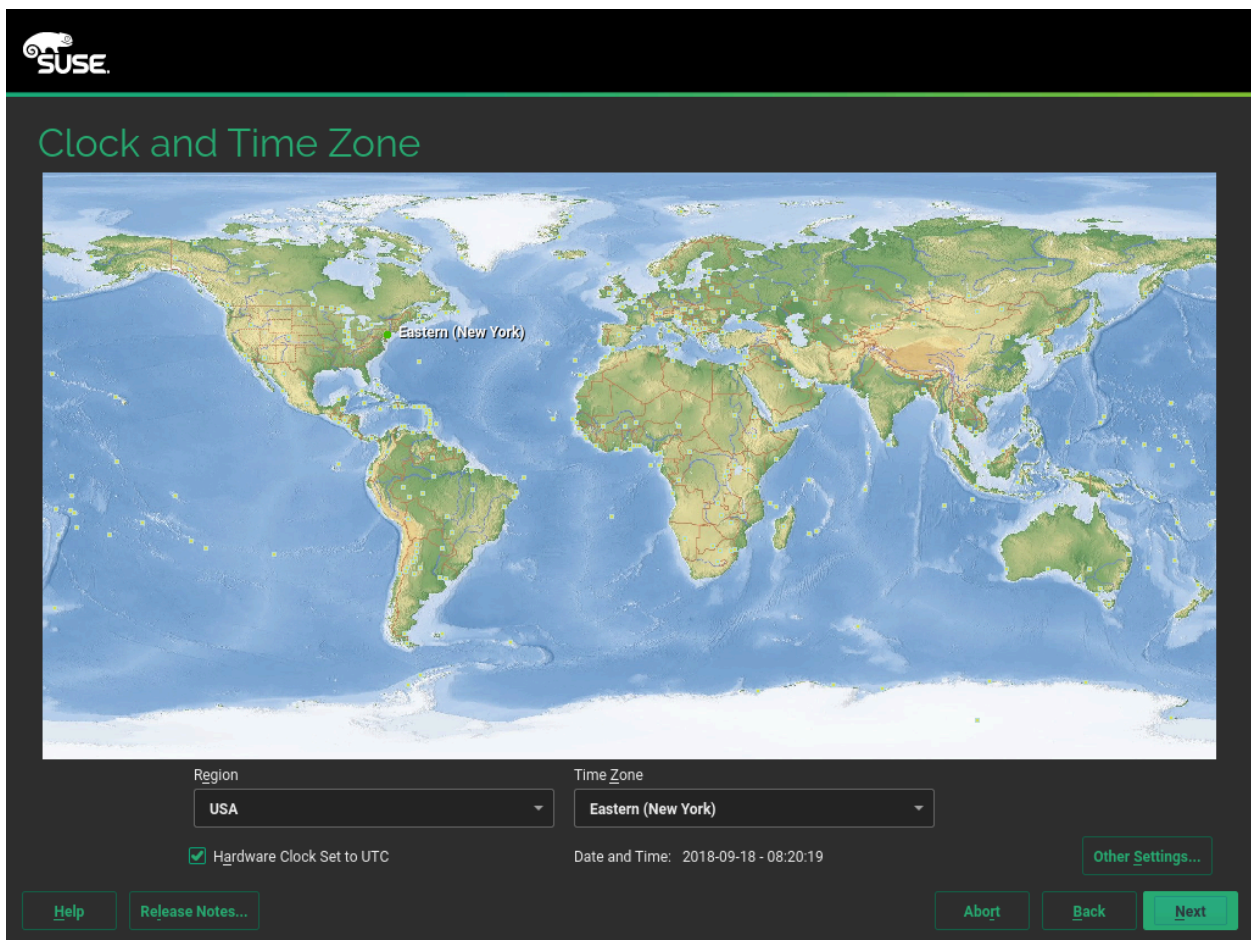 SUSE.
Clock and Time Zone
Eastern (New York)
Region
Time Zone
USA
Eastern (New York)
Hardware Clock Set to UTC
Date and Time: 2018-09-18 - 08:20:19
Other Settings...
Help
Release Notes...
Abort
Back
Next